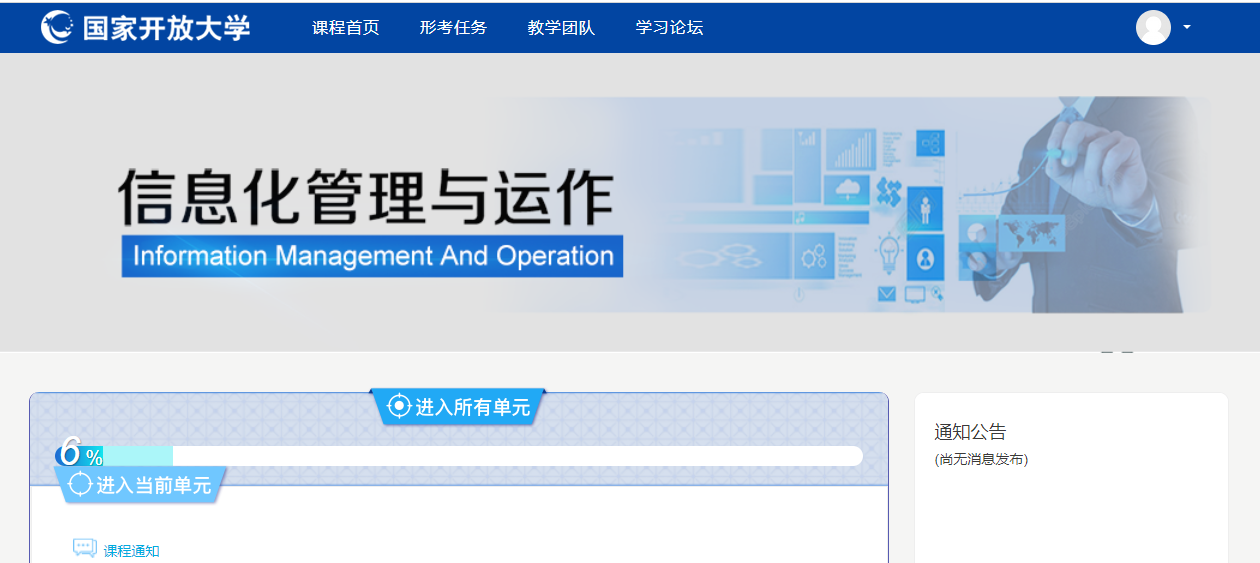 国家开放大学
课程首页
形考任务
教学团队
学习论坛
信息化管理与运作
Information Management And Operation
进入所有单元
6 %
进入当前单元
课程通知
通知公告
(尚无消息发布)